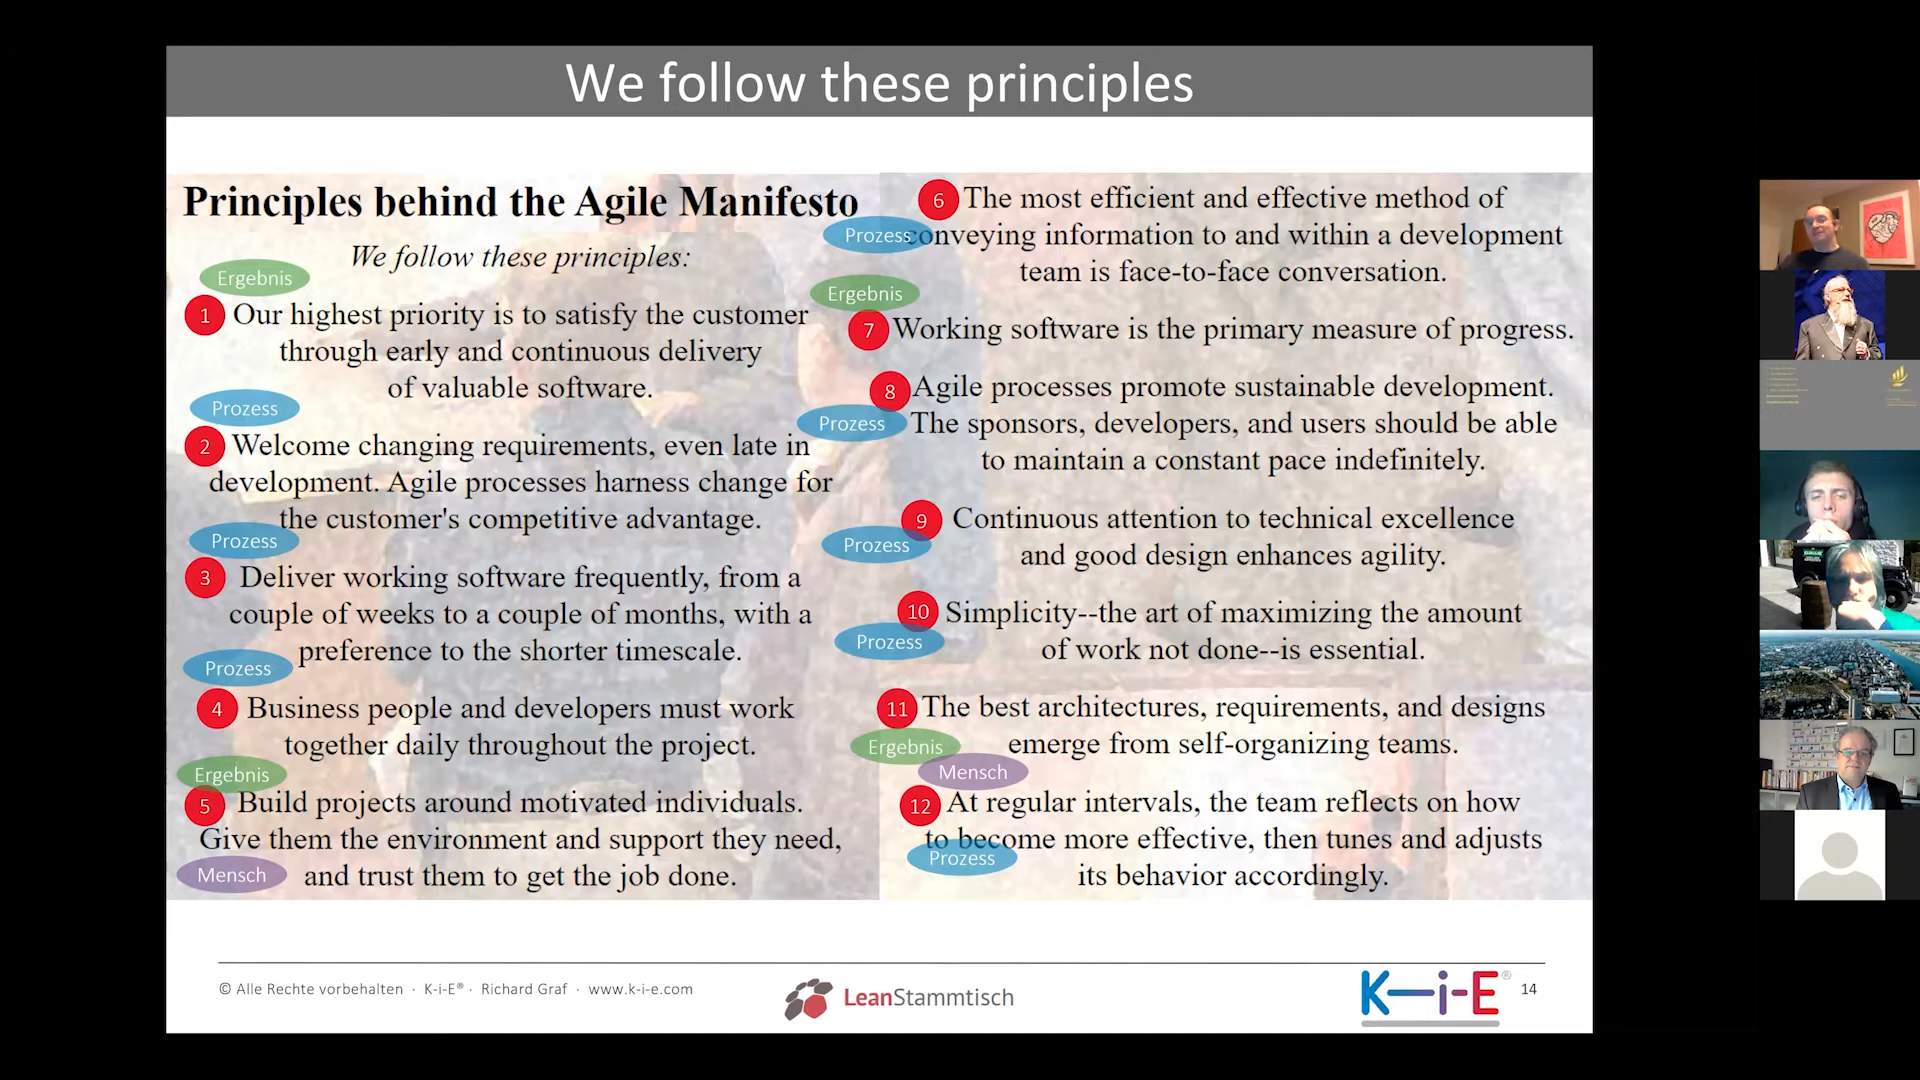 We follow these principles
Principles behind the Agile Manifesto
We follow these principles:
Ergebnis
1 Our highest priority is to satisfy the customer
through early and continuous delivery
of valuable software.
Prozess
2 Welcome changing requirements, even late in
development. Agile processes harness change for
the customer's competitive advantage.
Prozess
3 Deliver working software frequently, from a
couple of weeks to a couple of months, with a
preference to the shorter timescale.
Prozess
4 Business people and developers must work
together daily throughout the project.
Ergebnis
5 Build projects around motivated individuals.
Give them the environment and support they need,
Mensch and trust them to get the job done.
6 The most efficient and effective method of
Prozess conveying information to and within a development
team is face-to-face conversation.
Ergebnis
7 Working software is the primary measure of progress.
8 Agile processes promote sustainable development.
Prozess The sponsors, developers, and users should be able
to maintain a constant pace indefinitely.
9 Continuous attention to technical excellence
Prozess and good design enhances agility.
10 Simplicity--the art of maximizing the amount
Prozess of work not done--is essential.
11 The best architectures, requirements, and designs
Ergebnis emerge from self-organizing teams.
Mensch
12 At regular intervals, the team reflects on how
to become more effective, then tunes and adjusts
Prozess
its behavior accordingly.
© Alle Rechte vorbehalten · K-i-E® · Richard Graf · www.k-i-e.com
LeanStammtisch
K-i-E®
14